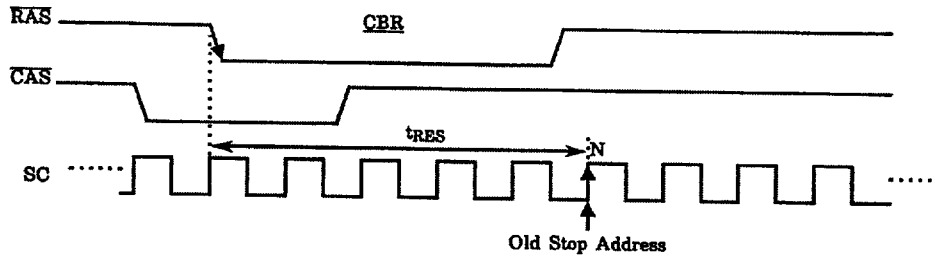 RAS
CBR
CAS
tRES
N
SC
Old Stop Address